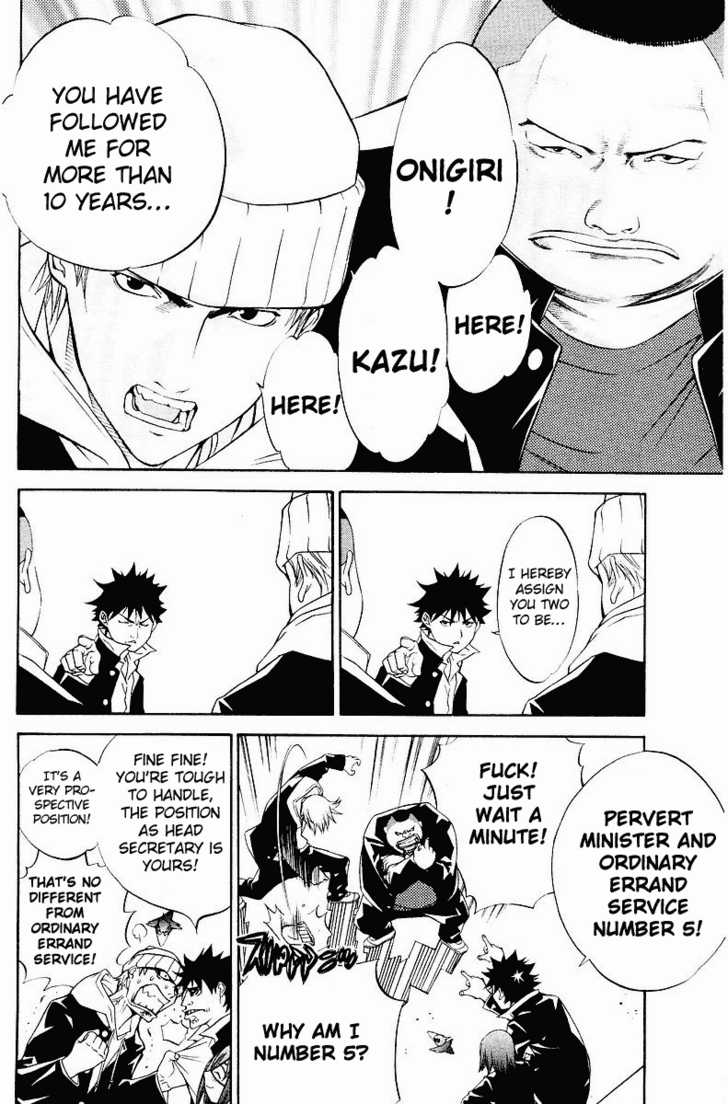 ONIGIRI
!
HERE!
KAZU!
HERE!
YOU HAVE
FOLLOWED
ME FOR
MORE THAN
10 YEARS...
I HEREBY
ASSIGN
YOU TWO
TO BE...
PERVERT
MINISTER AND
ORDINARY
ERRAND
SERVICE
NUMBER 5!
FUCK!
JUST
WAIT A
MINUTE!
WHY AM I
NUMBER 5?
FINE FINE!
YOU'RE TOUGH
TO HANDLE,
THE POSITION
AS HEAD
SECRETARY IS
YOURS!
IT'S A
VERY PRO-
SPECTIVE
POSITION!
THAT'S NO
DIFFERENT
FROM
ORDINARY
ERRAND
SERVICE!